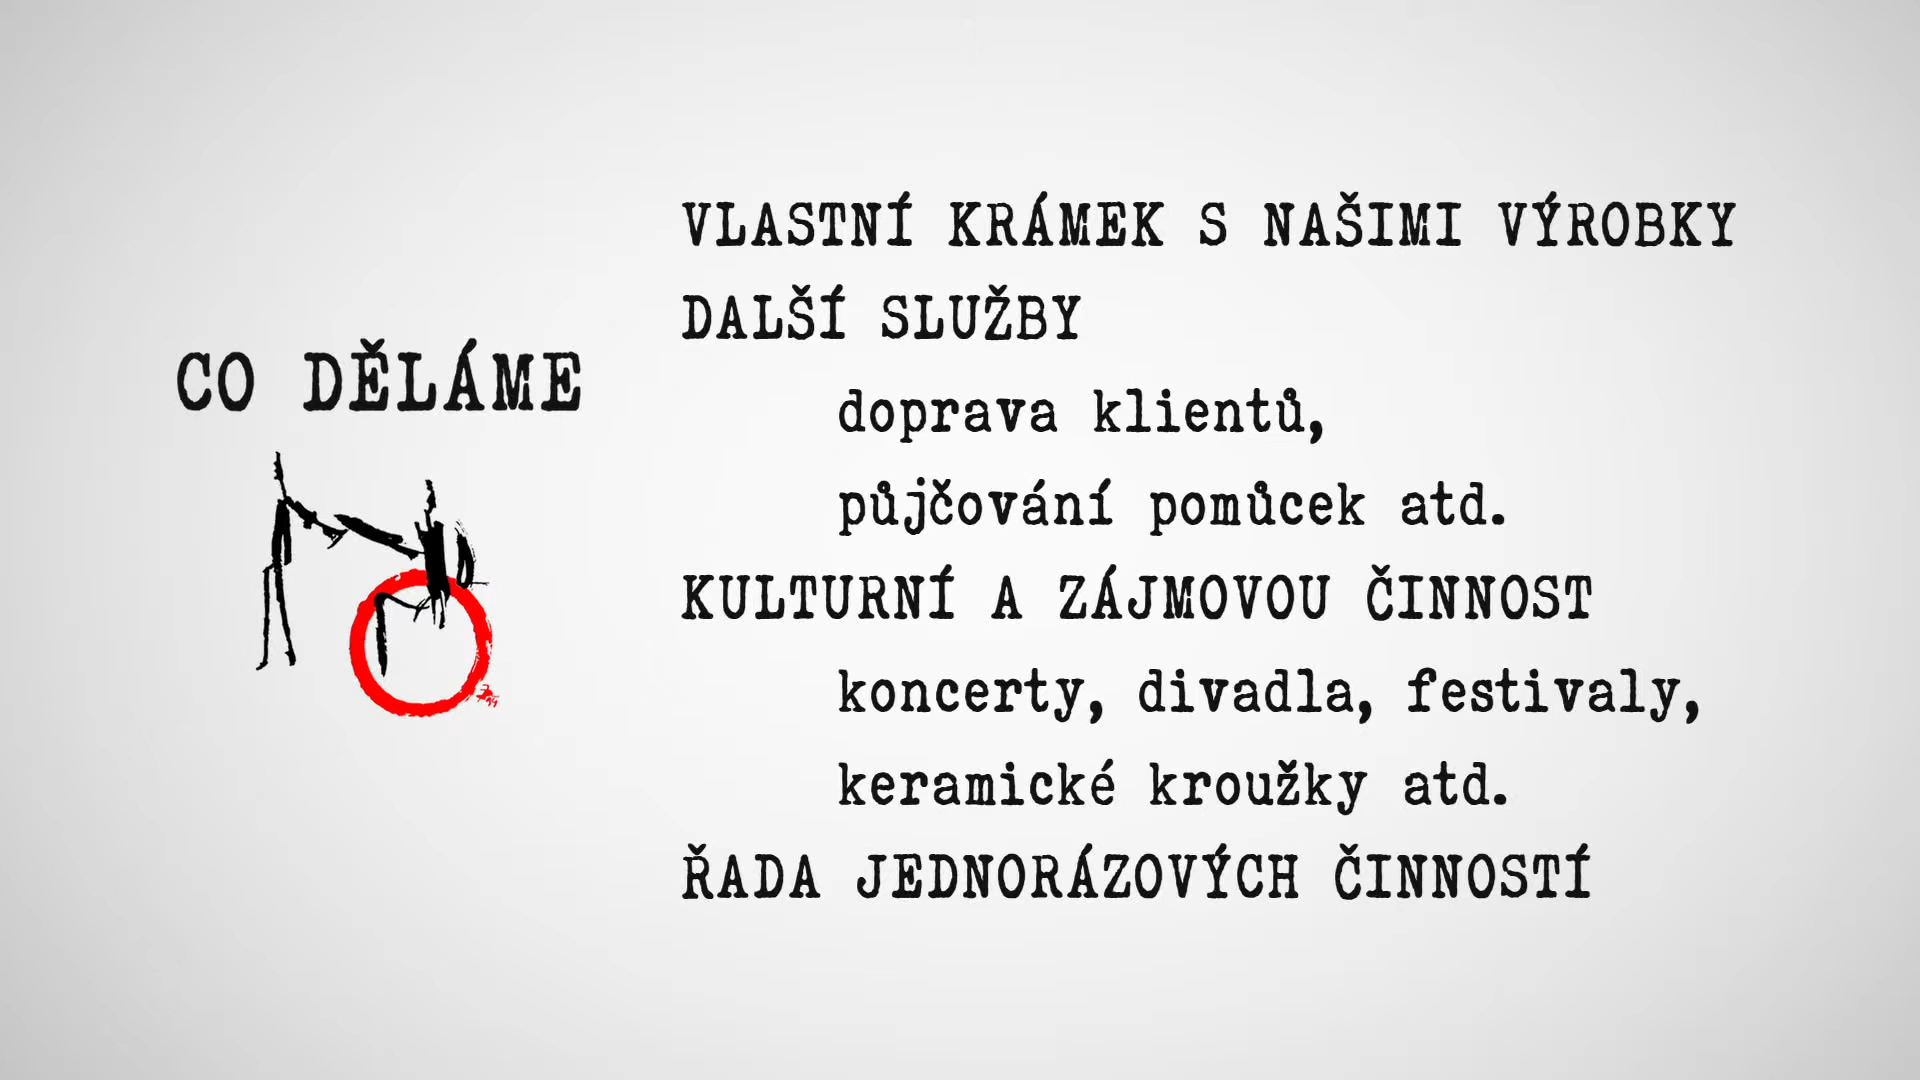 CO DĚLÁME
VLASTNÍ KRÁMEK S NAŠIMI VÝROBKY
DALŠÍ SLUŽBY
doprava klientů,
půjčování pomůcek atd.
KULTURNÍ A ZÁJMOVOU ČINNOST
koncerty, divadla, festivaly,
keramické kroužky atd.
ŘADA JEDNORÁZOVÝCH ČINNOSTÍ